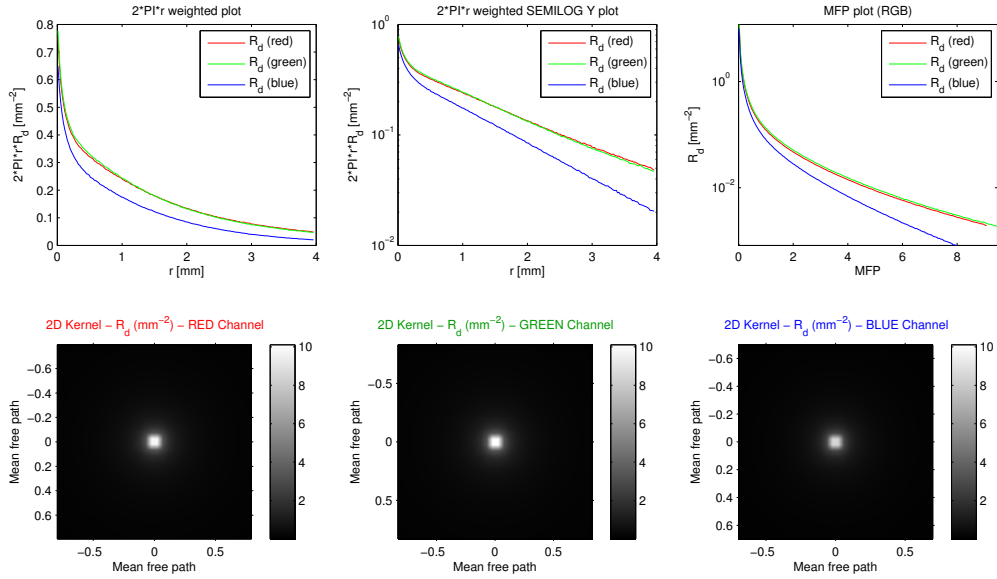 2*PI*r weighted plot
0.8
0.7
0.6
0.5
0.4
0.3
0.2
0.1
0
2*PI*r*R_d [mm^−2]
0 1 2 3 4
r [mm]
R_d (red)
R_d (green)
R_d (blue)
2*PI*r weighted SEMILOG Y plot
10^0
10^−1
10^−2
2*PI*r*R_d [mm^−2]
0 1 2 3 4
r [mm]
R_d (red)
R_d (green)
R_d (blue)
MFP plot (RGB)
10^0
10^−2
R_d [mm^−2]
0 2 4 6 8
MFP
R_d (red)
R_d (green)
R_d (blue)
2D Kernel − R_d (mm^−2) − RED Channel
−0.6
−0.4
−0.2
0
0.2
0.4
0.6
Mean free path
−0.5 0 0.5
Mean free path
10
8
6
4
2
2D Kernel − R_d (mm^−2) − GREEN Channel
−0.5
0
0.5
Mean free path
−0.5 0 0.5
Mean free path
10
8
6
4
2
2D Kernel − R_d (mm^−2) − BLUE Channel
−0.6
−0.4
−0.2
0
0.2
0.4
0.6
Mean free path
−0.5 0 0.5
Mean free path
10
8
6
4
2